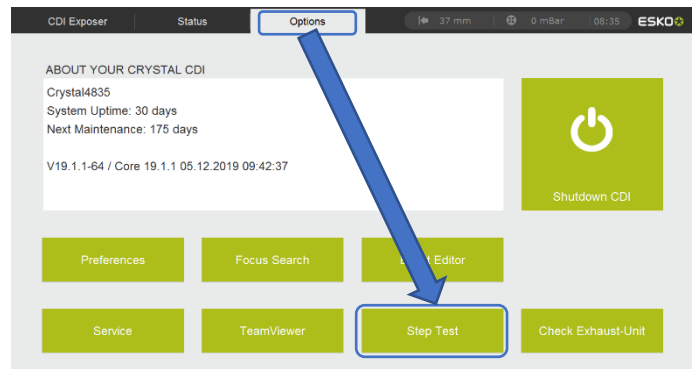 CDI Exposer Status Options 37 mm 0 mBar 08:35 ESKO
ABOUT YOUR CRYSTAL CDI
Crystal4835
System Uptime: 30 days
Next Maintenance: 175 days
V19.1.1-64 / Core 19.1.1 05.12.2019 09:42:37
Shutdown CDI
Preferences Focus Search Editor
Service TeamViewer Step Test Check Exhaust-Unit